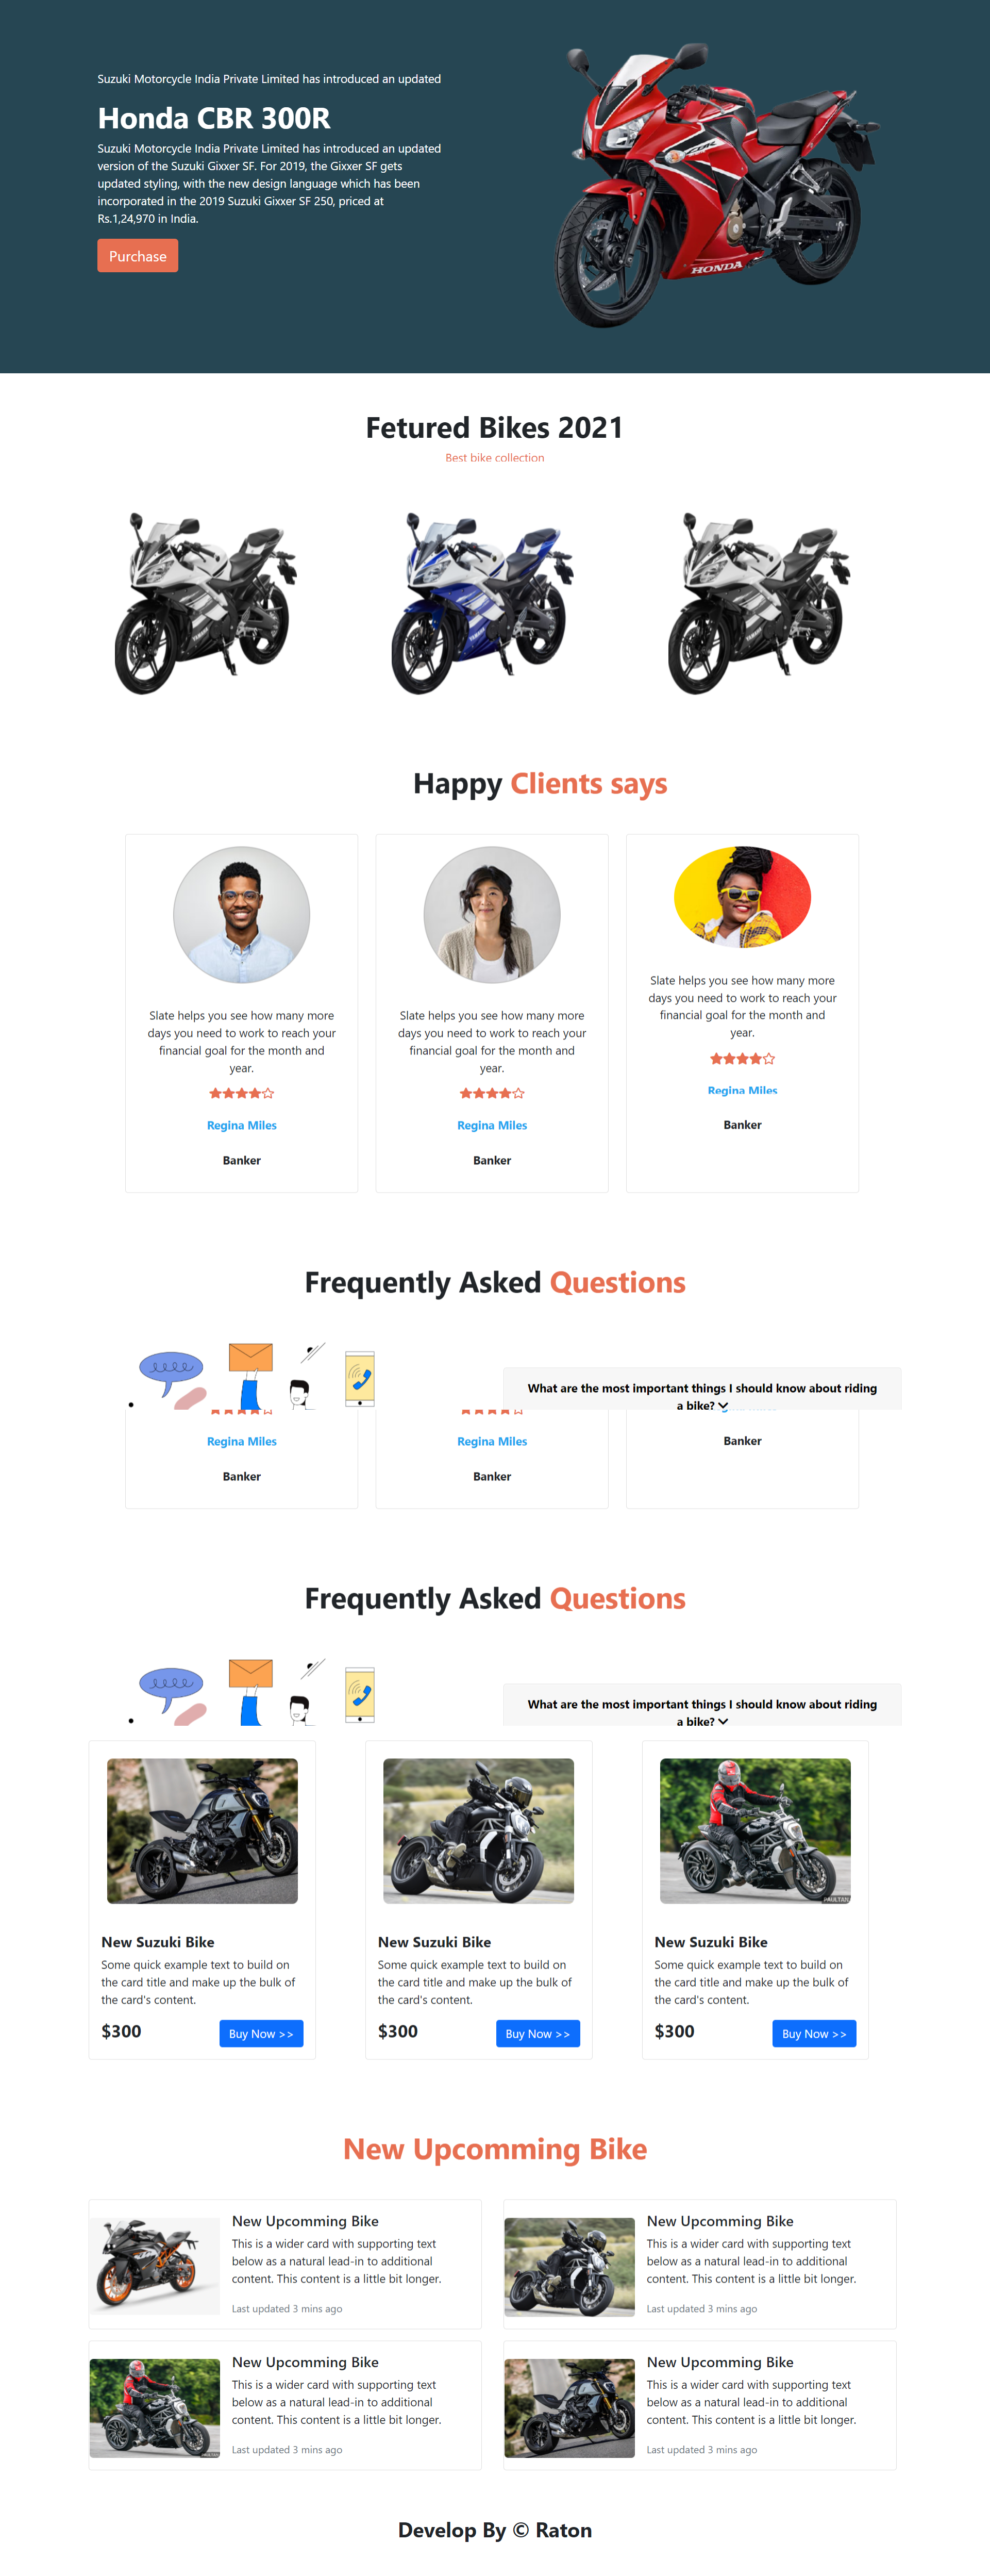 Suzuki Motorcycle India Private Limited has introduced an updated
Honda CBR 300R
Suzuki Motorcycle India Private Limited has introduced an updated
version of the Suzuki Gixxer SF. For 2019, the Gixxer SF gets
updated styling, with the new design language which has been
incorporated in the 2019 Suzuki Gixxer SF 250, priced at
Rs.1,24,970 in India.
Purchase
HONDA
Fetured Bikes 2021
Best bike collection
Happy Clients says
Slate helps you see how many more
days you need to work to reach your
financial goal for the month and
year.
Regina Miles
Banker
Slate helps you see how many more
days you need to work to reach your
financial goal for the month and
year.
Regina Miles
Banker
Slate helps you see how many more
days you need to work to reach your
financial goal for the month and
year.
Regina Miles
Banker
Frequently Asked Questions
What are the most important things I should know about riding
a bike?
Regina Miles
Banker
Regina Miles
Banker
Banker
Frequently Asked Questions
What are the most important things I should know about riding
a bike?
PAULTAN
New Suzuki Bike
Some quick example text to build on
the card title and make up the bulk of
the card's content.
$300
Buy Now >>
New Suzuki Bike
Some quick example text to build on
the card title and make up the bulk of
the card's content.
$300
Buy Now >>
New Suzuki Bike
Some quick example text to build on
the card title and make up the bulk of
the card's content.
$300
Buy Now >>
New Upcomming Bike
New Upcomming Bike
This is a wider card with supporting text
below as a natural lead-in to additional
content. This content is a little bit longer.
Last updated 3 mins ago
New Upcomming Bike
This is a wider card with supporting text
below as a natural lead-in to additional
content. This content is a little bit longer.
Last updated 3 mins ago
New Upcomming Bike
This is a wider card with supporting text
below as a natural lead-in to additional
content. This content is a little bit longer.
Last updated 3 mins ago
New Upcomming Bike
This is a wider card with supporting text
below as a natural lead-in to additional
content. This content is a little bit longer.
Last updated 3 mins ago
Develop By © Raton